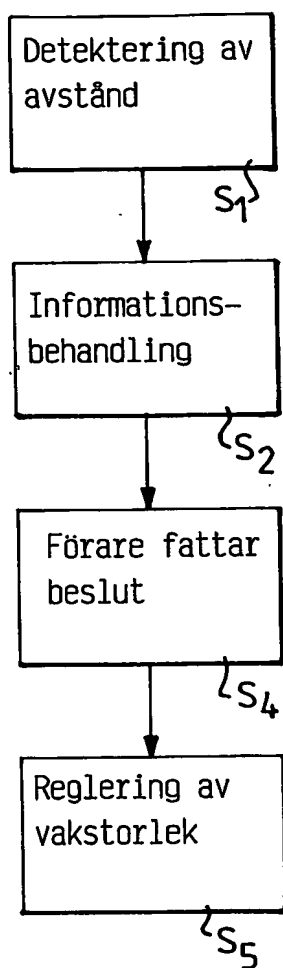 Detektering av
avstånd
S1
Informations-
behandling
S2
Förare fattar
beslut
S4
Reglering av
vakstorlek
S5